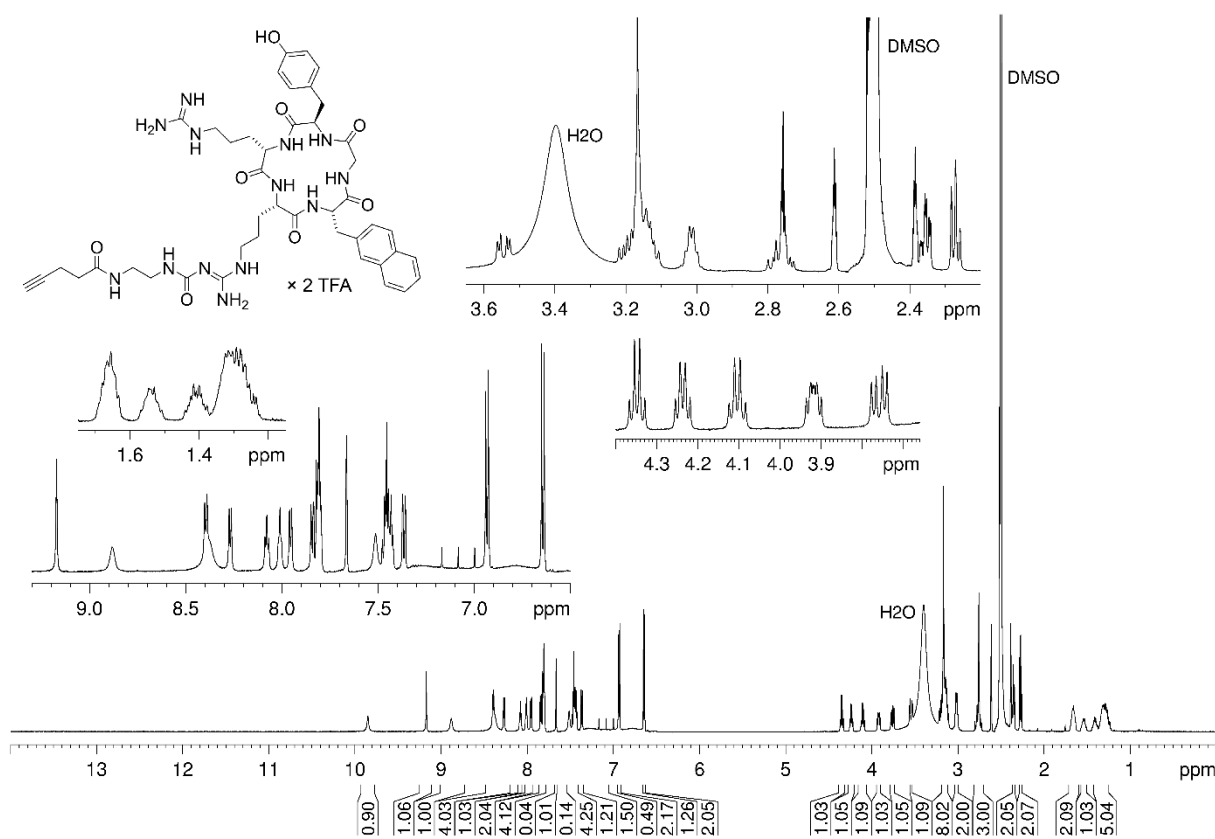 HO
O
O
NH
NH
NH
H₂N
N
H
NH
O
NH
NH
O
H
N
O
O
O
N
H
H
N
N
O
H
N
NH₂
× 2 TFA
H2O
DMSO
DMSO
3.6 3.4 3.2 3.0 2.8 2.6 2.4 ppm
1.6 1.4 ppm
4.3 4.2 4.1 4.0 3.9 ppm
9.0 8.5 8.0 7.5 7.0 ppm
H2O
13 12 11 10 9 8 7 6 5 4 3 2 1 ppm
0.90 1.06 1.00 4.03 1.03 2.04 4.12 0.04 1.01 0.14 4.25 1.21 1.50 0.49 2.17 1.26 2.05 1.03 1.05 1.09 1.03 1.05 1.09 8.02 2.00 3.00 2.05 2.07 2.09 1.03 5.04